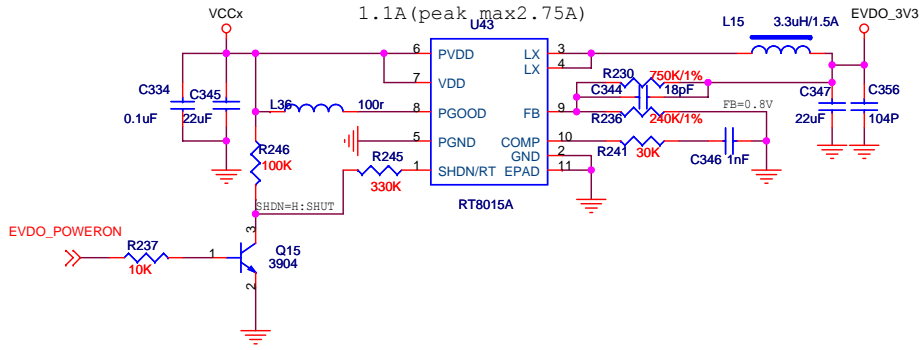 1.1A(peak max2.75A)
VCCx
U43
L15
3.3uH/1.5A
EVDO_3V3
6
PVDD
LX
3
LX
4
7
VDD
R230
750K/1%
C334
C345
C344
18pF
C347
C356
L36
100r
8
PGOOD
FB
9
R236
240K/1%
FB=0.8V
0.1uF
22uF
22uF
104P
5
PGND
COMP
10
R246
100K
R245
GND
2
R241
30K
C346
1nF
330K
1
SHDN/RT
EPAD
11
SHDN=H:SHUT
RT8015A
EVDO_POWERON
R237
10K
1
3
2
Q15
3904